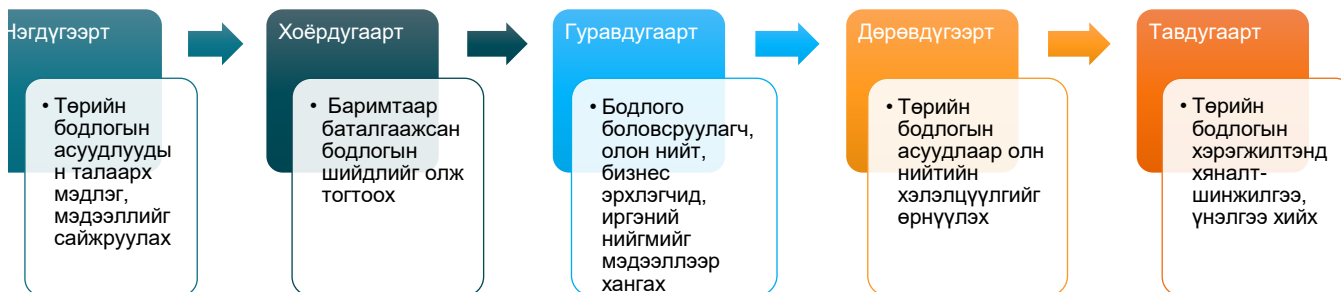 Нэгдүгээрт
• Төрийн
бодлогын
асуудлууды
н талаарх
мэдлэг,
мэдээллийг
сайжруулах
Хоёрдугаарт
• Баримтаар
баталгаажсан
бодлогын
шийдлийг олж
тогтоох
Гуравдугаарт
• Бодлого
боловсруулагч,
олон нийт,
бизнес
эрхлэгчид,
иргэний
нийгмийг
мэдээллээр
хангах
Дөрөвдүгээрт
• Төрийн
бодлогын
асуудлаар олн
нийтийн
хэлэлцүүлгийг
өрнүүлэх
Тавдугаарт
• Төрийн
бодлогын
хэрэгжилтэнд
хяналт-
шинжилгээ,
үнэлгээ хийх